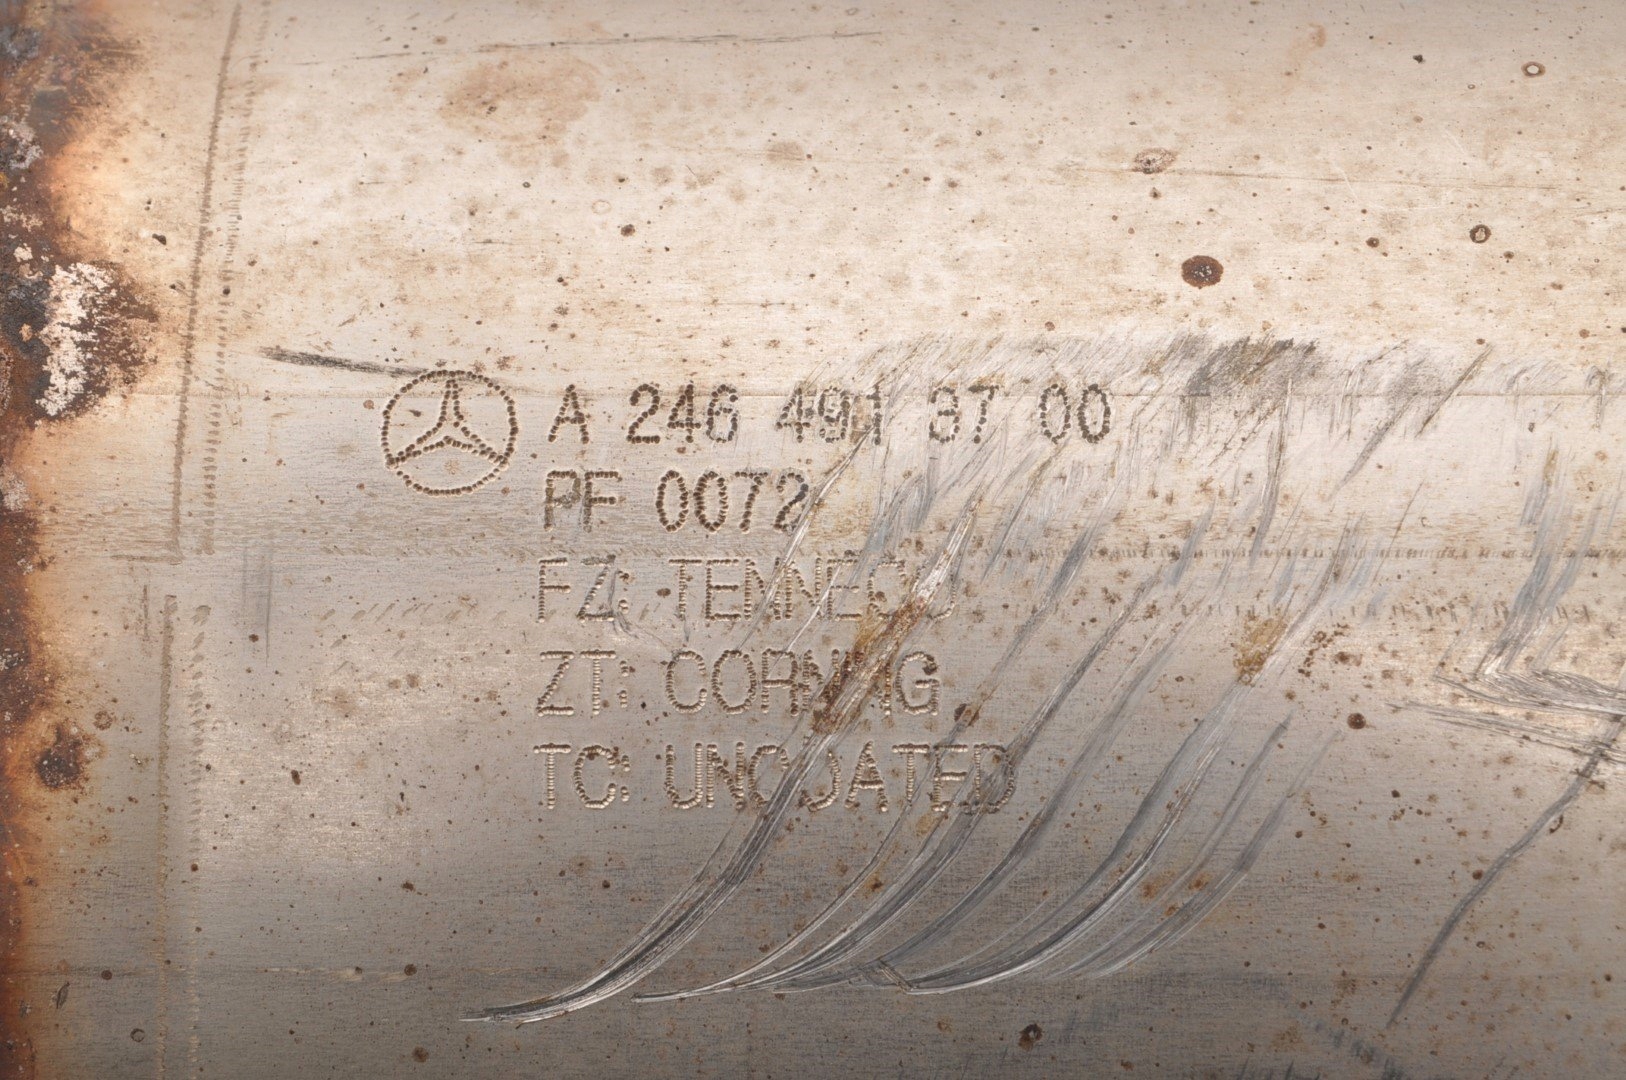 A 246 491 37 00
PF 0072
FZ: TENNECO
ZT: CORNING
TC: UNCOATED